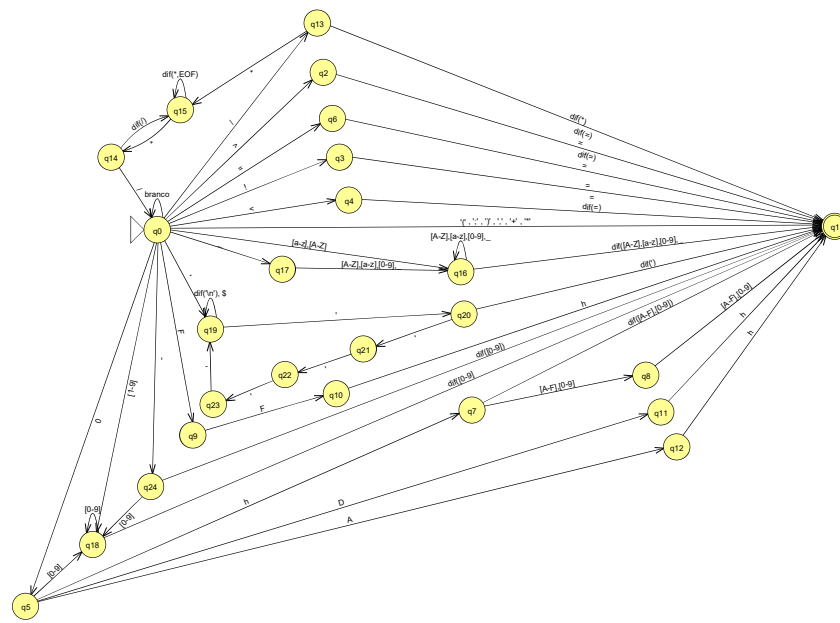 q13
*
dif(*,EOF)
q2
q15
dif(*)
dif(/)
/
q6
dif(=)
*
>
=
q14
=
dif(=)
q3
!
=
/
branco
<
q4
=
dif(=)
'(' , ';' , ')' , ',' , '+' , '*'
q1
q0
[A-Z],[a-z],[0-9],_
[a-z],[A-Z]
_
dif([A-Z],[a-z],[0-9],_
[A-Z],[a-z],[0-9],_
q17
q16
dif(')
dif('\n'), $
'
[A-F],[0-9]
h
q20
dif([A-F],[0-9])
F
q19
h
'
q21
dif([0-9])
h
'
q22
dif([0-9]
[1-9]
q8
[A-F],[0-9]
'
q10
q23
F
q7
q11
q9
0
q12
q24
h
D
[0-9]
[0-9]
A
q18
[0-9]
q5